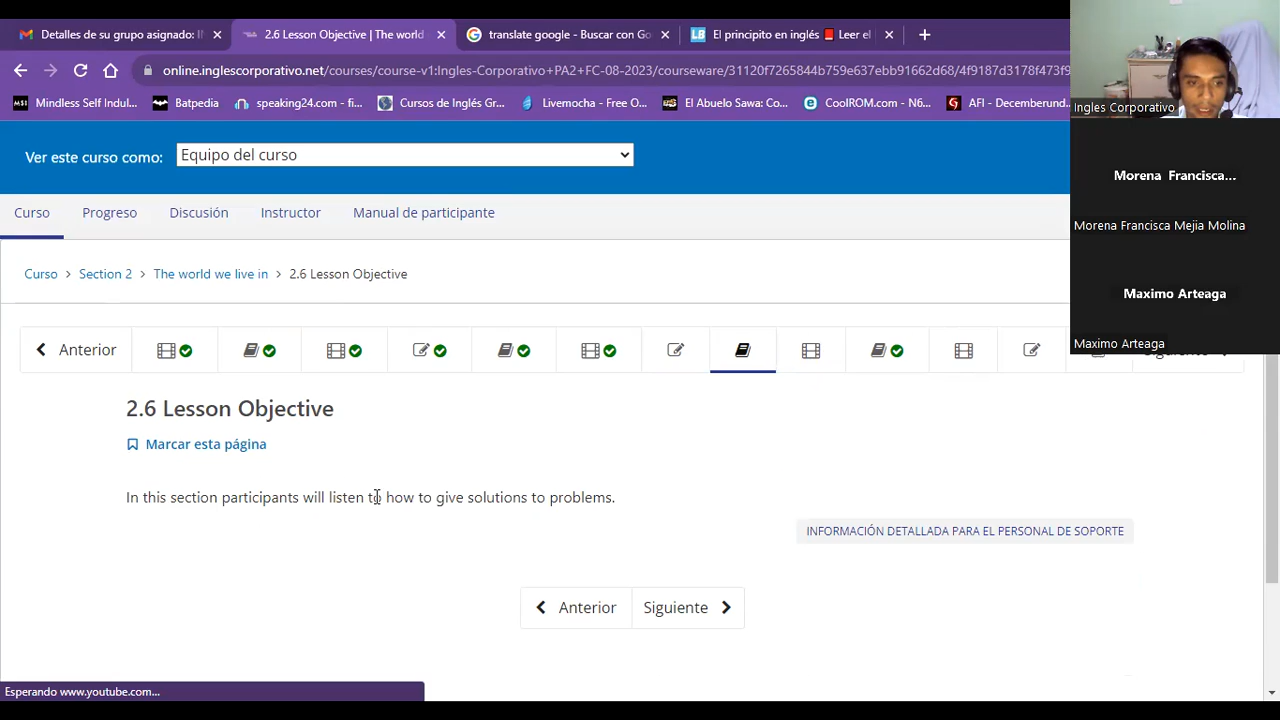 Detalles de su grupo asignado: II
2.6 Lesson Objective | The world
translate google - Buscar con Go
El principito en inglés 📕 Leer el
online.inglescorporativo.net/courses/course-v1:Ingles-Corporativo+PA2+FC-08-2023/courseware/31120f7265844b759e637ebb91662d68/4f9187d3178f473f9
Mindless Self Indul...
Batpedia
speaking24.com - fi...
Cursos de Inglés Gr...
Livemocha - Free O...
El Abuelo Sawa: Co...
CoolROM.com - N6...
AFI - Decemberund...
Ingles Corporativo
Morena Francisca...
Morena Francisca Mejia Molina
Maximo Arteaga
Maximo Arteaga
Ver este curso como:
Equipo del curso
Curso
Progreso
Discusión
Instructor
Manual de participante
Curso > Section 2 > The world we live in > 2.6 Lesson Objective
Anterior
Siguiente
2.6 Lesson Objective
Marcar esta página
In this section participants will listen to how to give solutions to problems.
INFORMACIÓN DETALLADA PARA EL PERSONAL DE SOPORTE
Anterior
Siguiente
Esperando www.youtube.com...